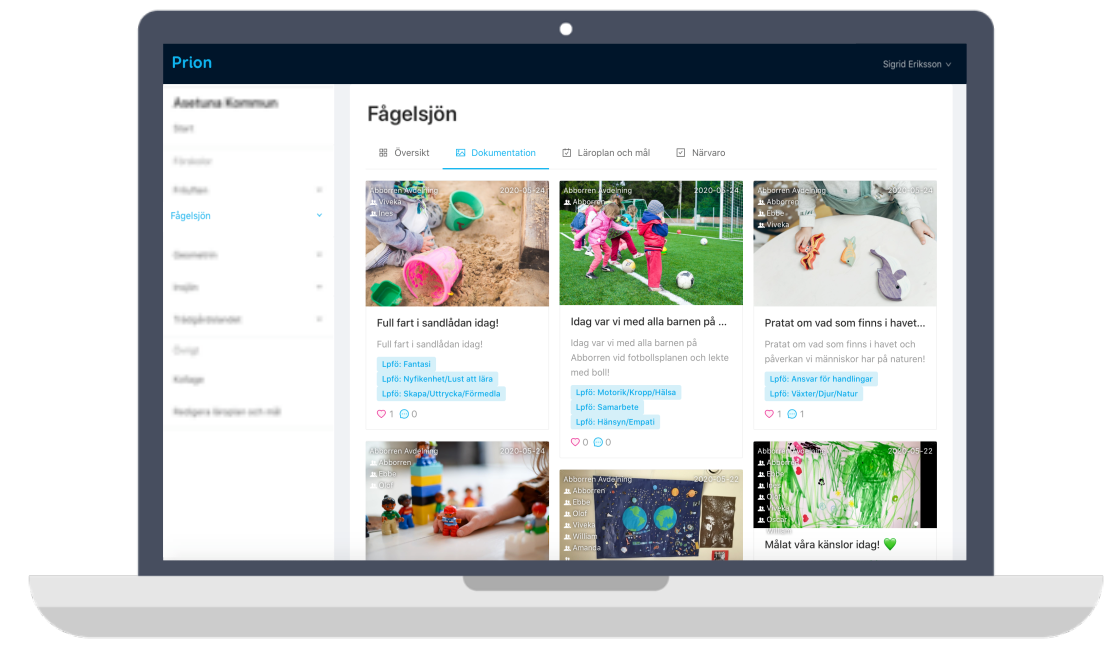 Prion
Sigrid Eriksson
Asetuna Kommun
Start
Förskolor
Fågelsjön
Geometrin
Insjön
Trädgårdslandet
Övrigt
Kollage
Redigera läroplan och mål
Fågelsjön
Översikt
Dokumentation
Läroplan och mål
Närvaro
Abborren Avdelning 2020-05-24
Viveka
Ines
Full fart i sandlådan idag!
Full fart i sandlådan idag!
Lpfö: Fantasi
Lpfö: Nyfikenhet/Lust att lära
Lpfö: Skapa/Uttrycka/Förmedla
1 0
Abborren Avdelning 2020-05-24
Abborren
Idag var vi med alla barnen på ...
Idag var vi med alla barnen på
Abborren vid fotbollsplanen och lekte
med boll!
Lpfö: Motorik/Kropp/Hälsa
Lpfö: Samarbete
Lpfö: Hänsyn/Empati
0 0
Abborren Avdelning 2020-05-24
Abborren
Ebbe
Viveka
Pratat om vad som finns i havet...
Pratat om vad som finns i havet och
påverkan vi människor har på naturen!
Lpfö: Ansvar för handlingar
Lpfö: Växter/Djur/Natur
1 1
Abborren Avdelning 2020-05-24
Abborren
Ebbe
Olof
Abborren Avdelning 2020-05-22
Abborren
Ebbe
Olof
Viveka
William
Amanda
Abborren Avdelning 2020-05-22
Abborren
Ebbe
Ines
Olof
Viveka
Oscar
William
Målat våra känslor idag! 💚